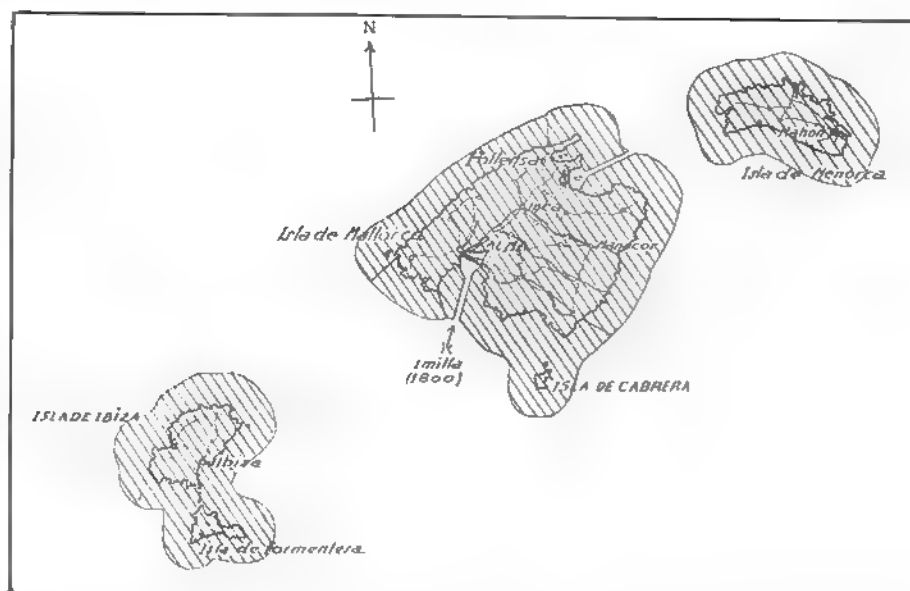 N
Mahon
Isla de Menorca
Pollensa
Inca
Isla de Mallorca
PALMA
Manacor
1 milla
(1800)
ISLA DE CABRERA
ISLA DE IBIZA
Ibiza
Isla de Formentera